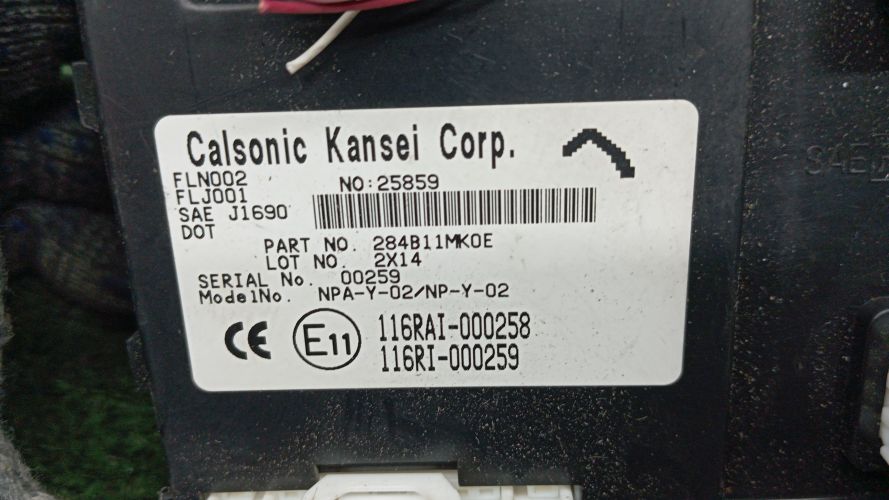 Calsonic Kansei Corp.
FLN002
NO:25859
FLJ001
SAE J1690
DOT
PART NO. 284B11MK0E
LOT NO. 2X14
SERIAL No. 00259
ModelNo. NPA-Y-02/NP-Y-02
CE E11 116RAI-000258
116RI-000259
SAE